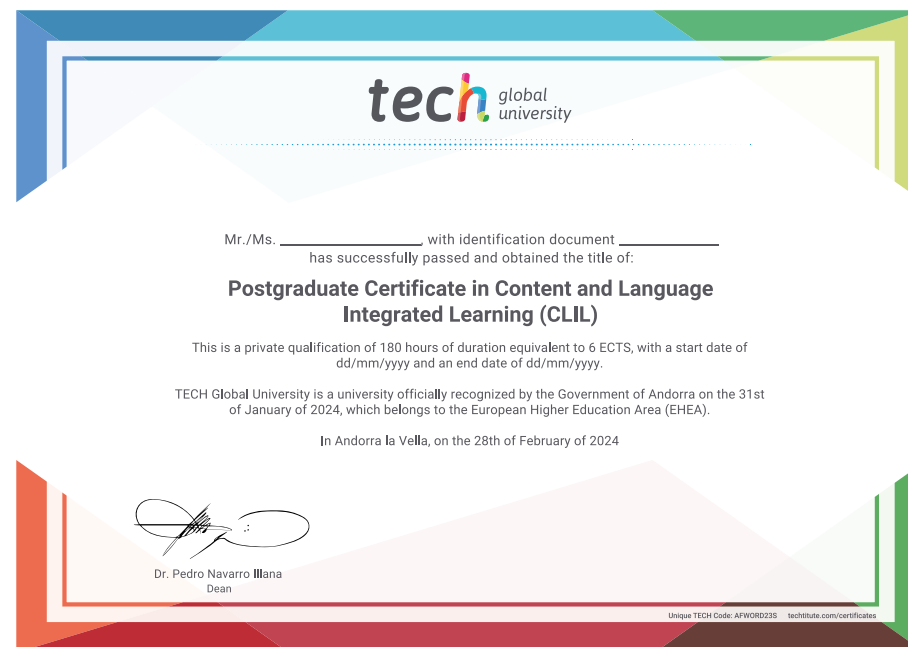 tech global university
Mr./Ms. ____________________, with identification document ______________
has successfully passed and obtained the title of:
Postgraduate Certificate in Content and Language
Integrated Learning (CLIL)
This is a private qualification of 180 hours of duration equivalent to 6 ECTS, with a start date of
dd/mm/yyyy and an end date of dd/mm/yyyy.
TECH Global University is a university officially recognized by the Government of Andorra on the 31st
of January of 2024, which belongs to the European Higher Education Area (EHEA).
In Andorra la Vella, on the 28th of February of 2024
Dr. Pedro Navarro Illana
Dean
Unique TECH Code: AFWORD23S techtitute.com/certificates